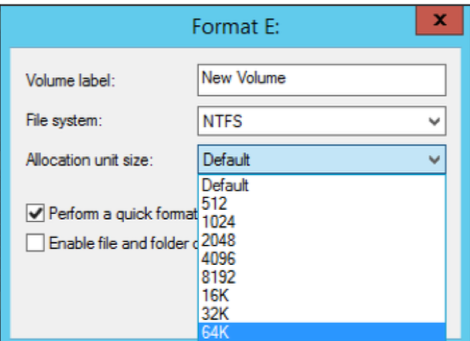 Format E:
x
Volume label:
New Volume
File system:
NTFS
Allocation unit size:
Default
Default
Perform a quick format
512
1024
Enable file and folder
2048
4096
8192
16K
32K
64K